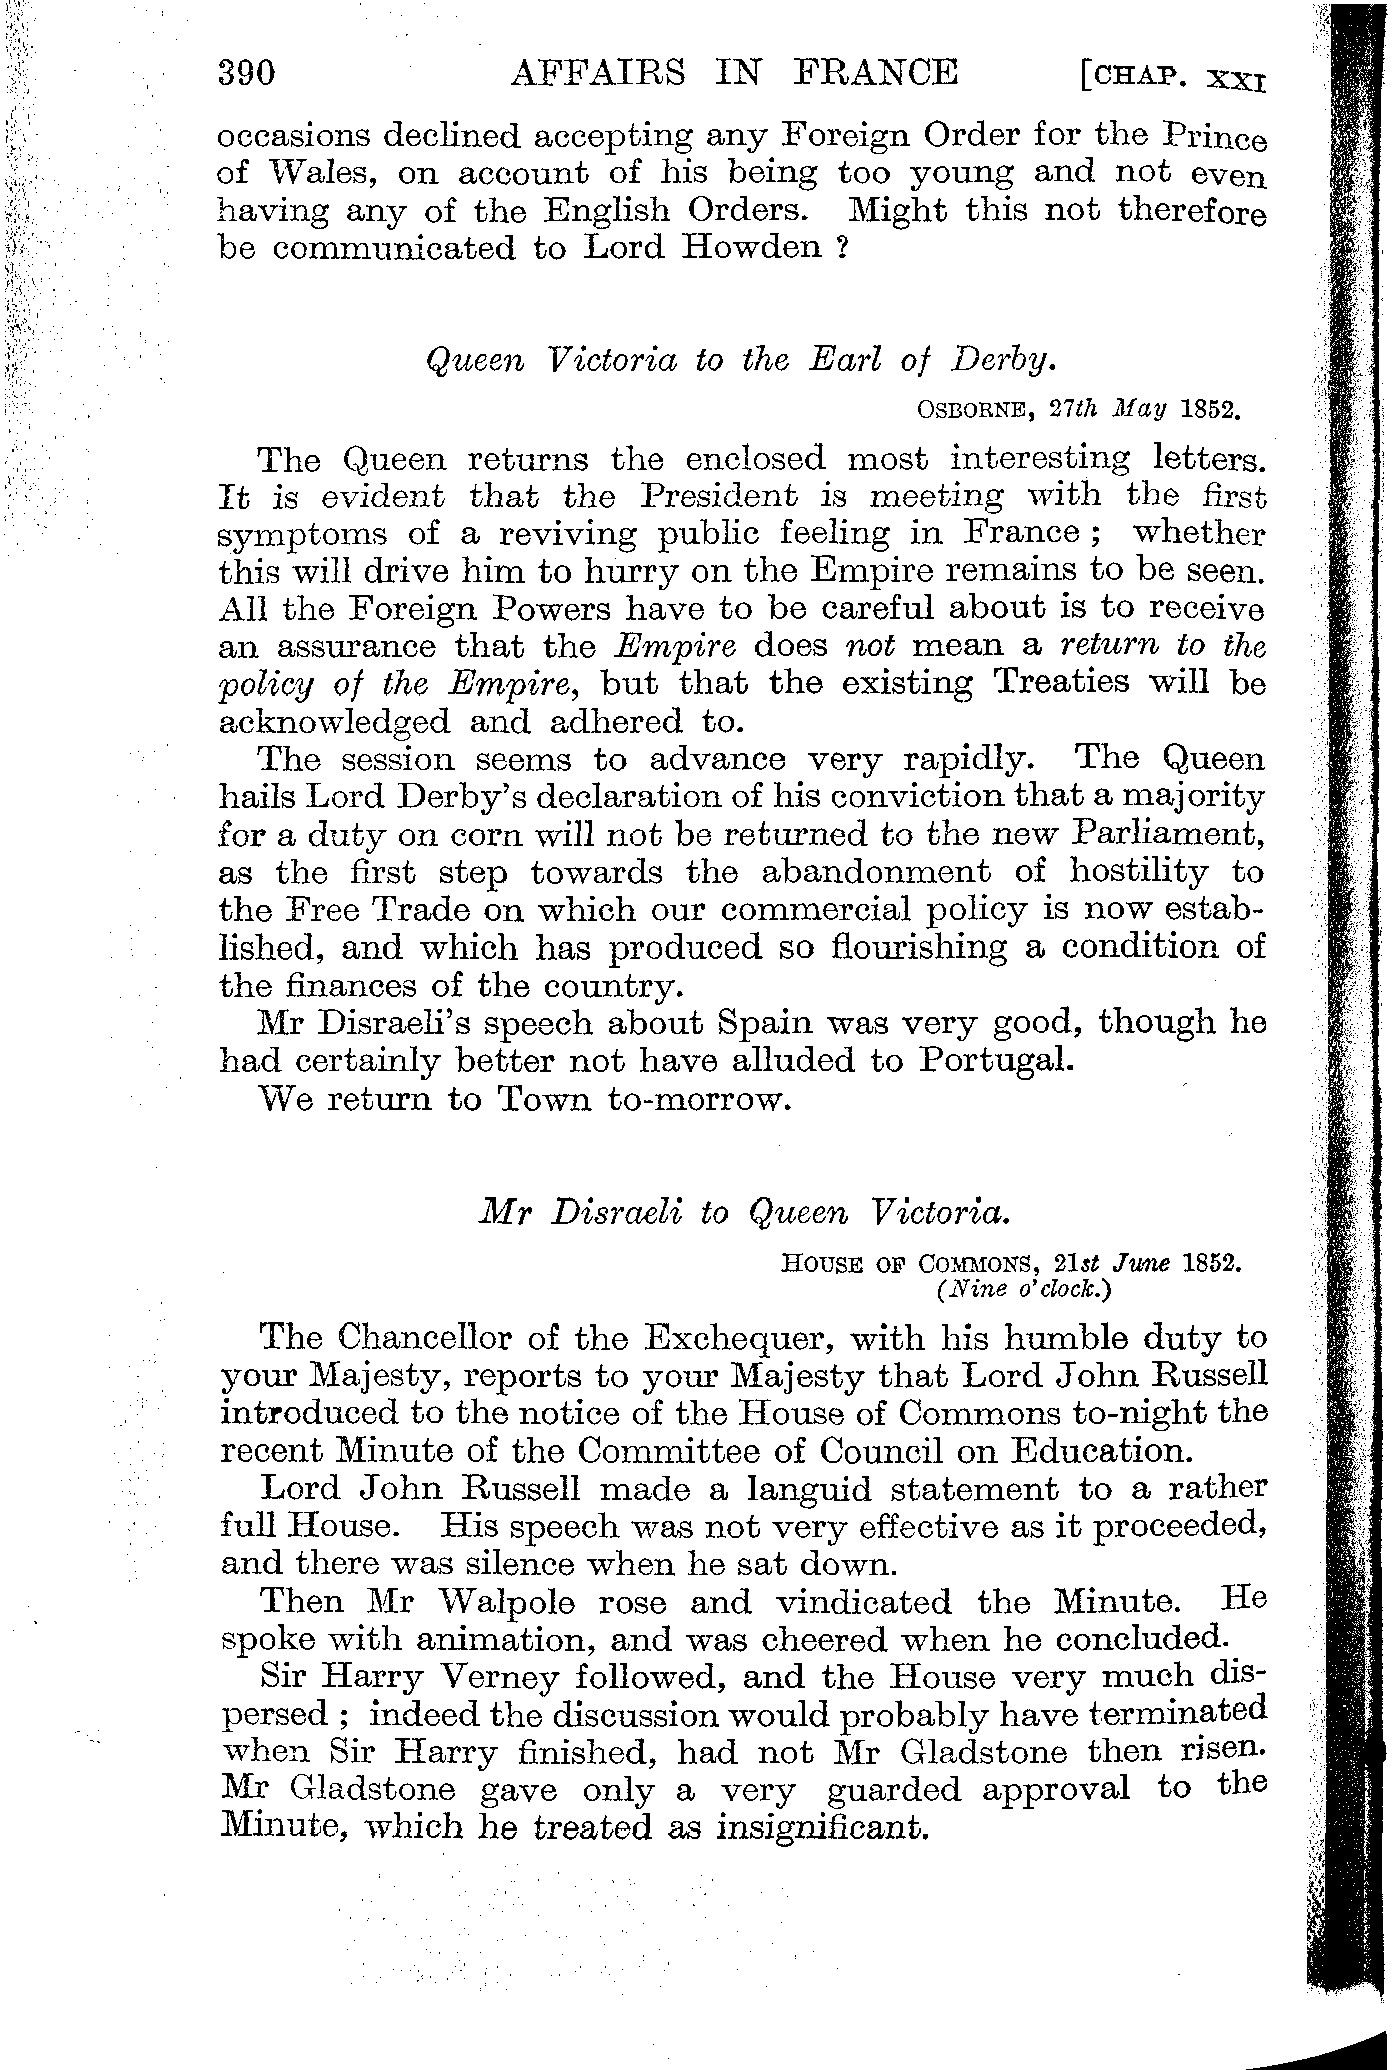 390 AFFAIRS IN FRANCE [CHAP. XXI
occasions declined accepting any Foreign Order for the Prince
of Wales, on account of his being too young and not even
having any of the English Orders. Might this not therefore
be communicated to Lord Howden ?
Queen Victoria to the Earl of Derby.
OSBORNE, 27th May 1852.
The Queen returns the enclosed most interesting letters.
It is evident that the President is meeting with the first
symptoms of a reviving public feeling in France ; whether
this will drive him to hurry on the Empire remains to be seen.
All the Foreign Powers have to be careful about is to receive
an assurance that the Empire does not mean a return to the
policy of the Empire, but that the existing Treaties will be
acknowledged and adhered to.
The session seems to advance very rapidly. The Queen
hails Lord Derby's declaration of his conviction that a majority
for a duty on corn will not be returned to the new Parliament,
as the first step towards the abandonment of hostility to
the Free Trade on which our commercial policy is now estab-
lished, and which has produced so flourishing a condition of
the finances of the country.
Mr Disraeli's speech about Spain was very good, though he
had certainly better not have alluded to Portugal.
We return to Town to-morrow.
Mr Disraeli to Queen Victoria.
HOUSE OF COMMONS, 21st June 1852.
(Nine o'clock.)
The Chancellor of the Exchequer, with his humble duty to
your Majesty, reports to your Majesty that Lord John Russell
introduced to the notice of the House of Commons to-night the
recent Minute of the Committee of Council on Education.
Lord John Russell made a languid statement to a rather
full House. His speech was not very effective as it proceeded,
and there was silence when he sat down.
Then Mr Walpole rose and vindicated the Minute. He
spoke with animation, and was cheered when he concluded.
Sir Harry Verney followed, and the House very much dis-
persed ; indeed the discussion would probably have terminated
when Sir Harry finished, had not Mr Gladstone then risen.
Mr Gladstone gave only a very guarded approval to the
Minute, which he treated as insignificant.